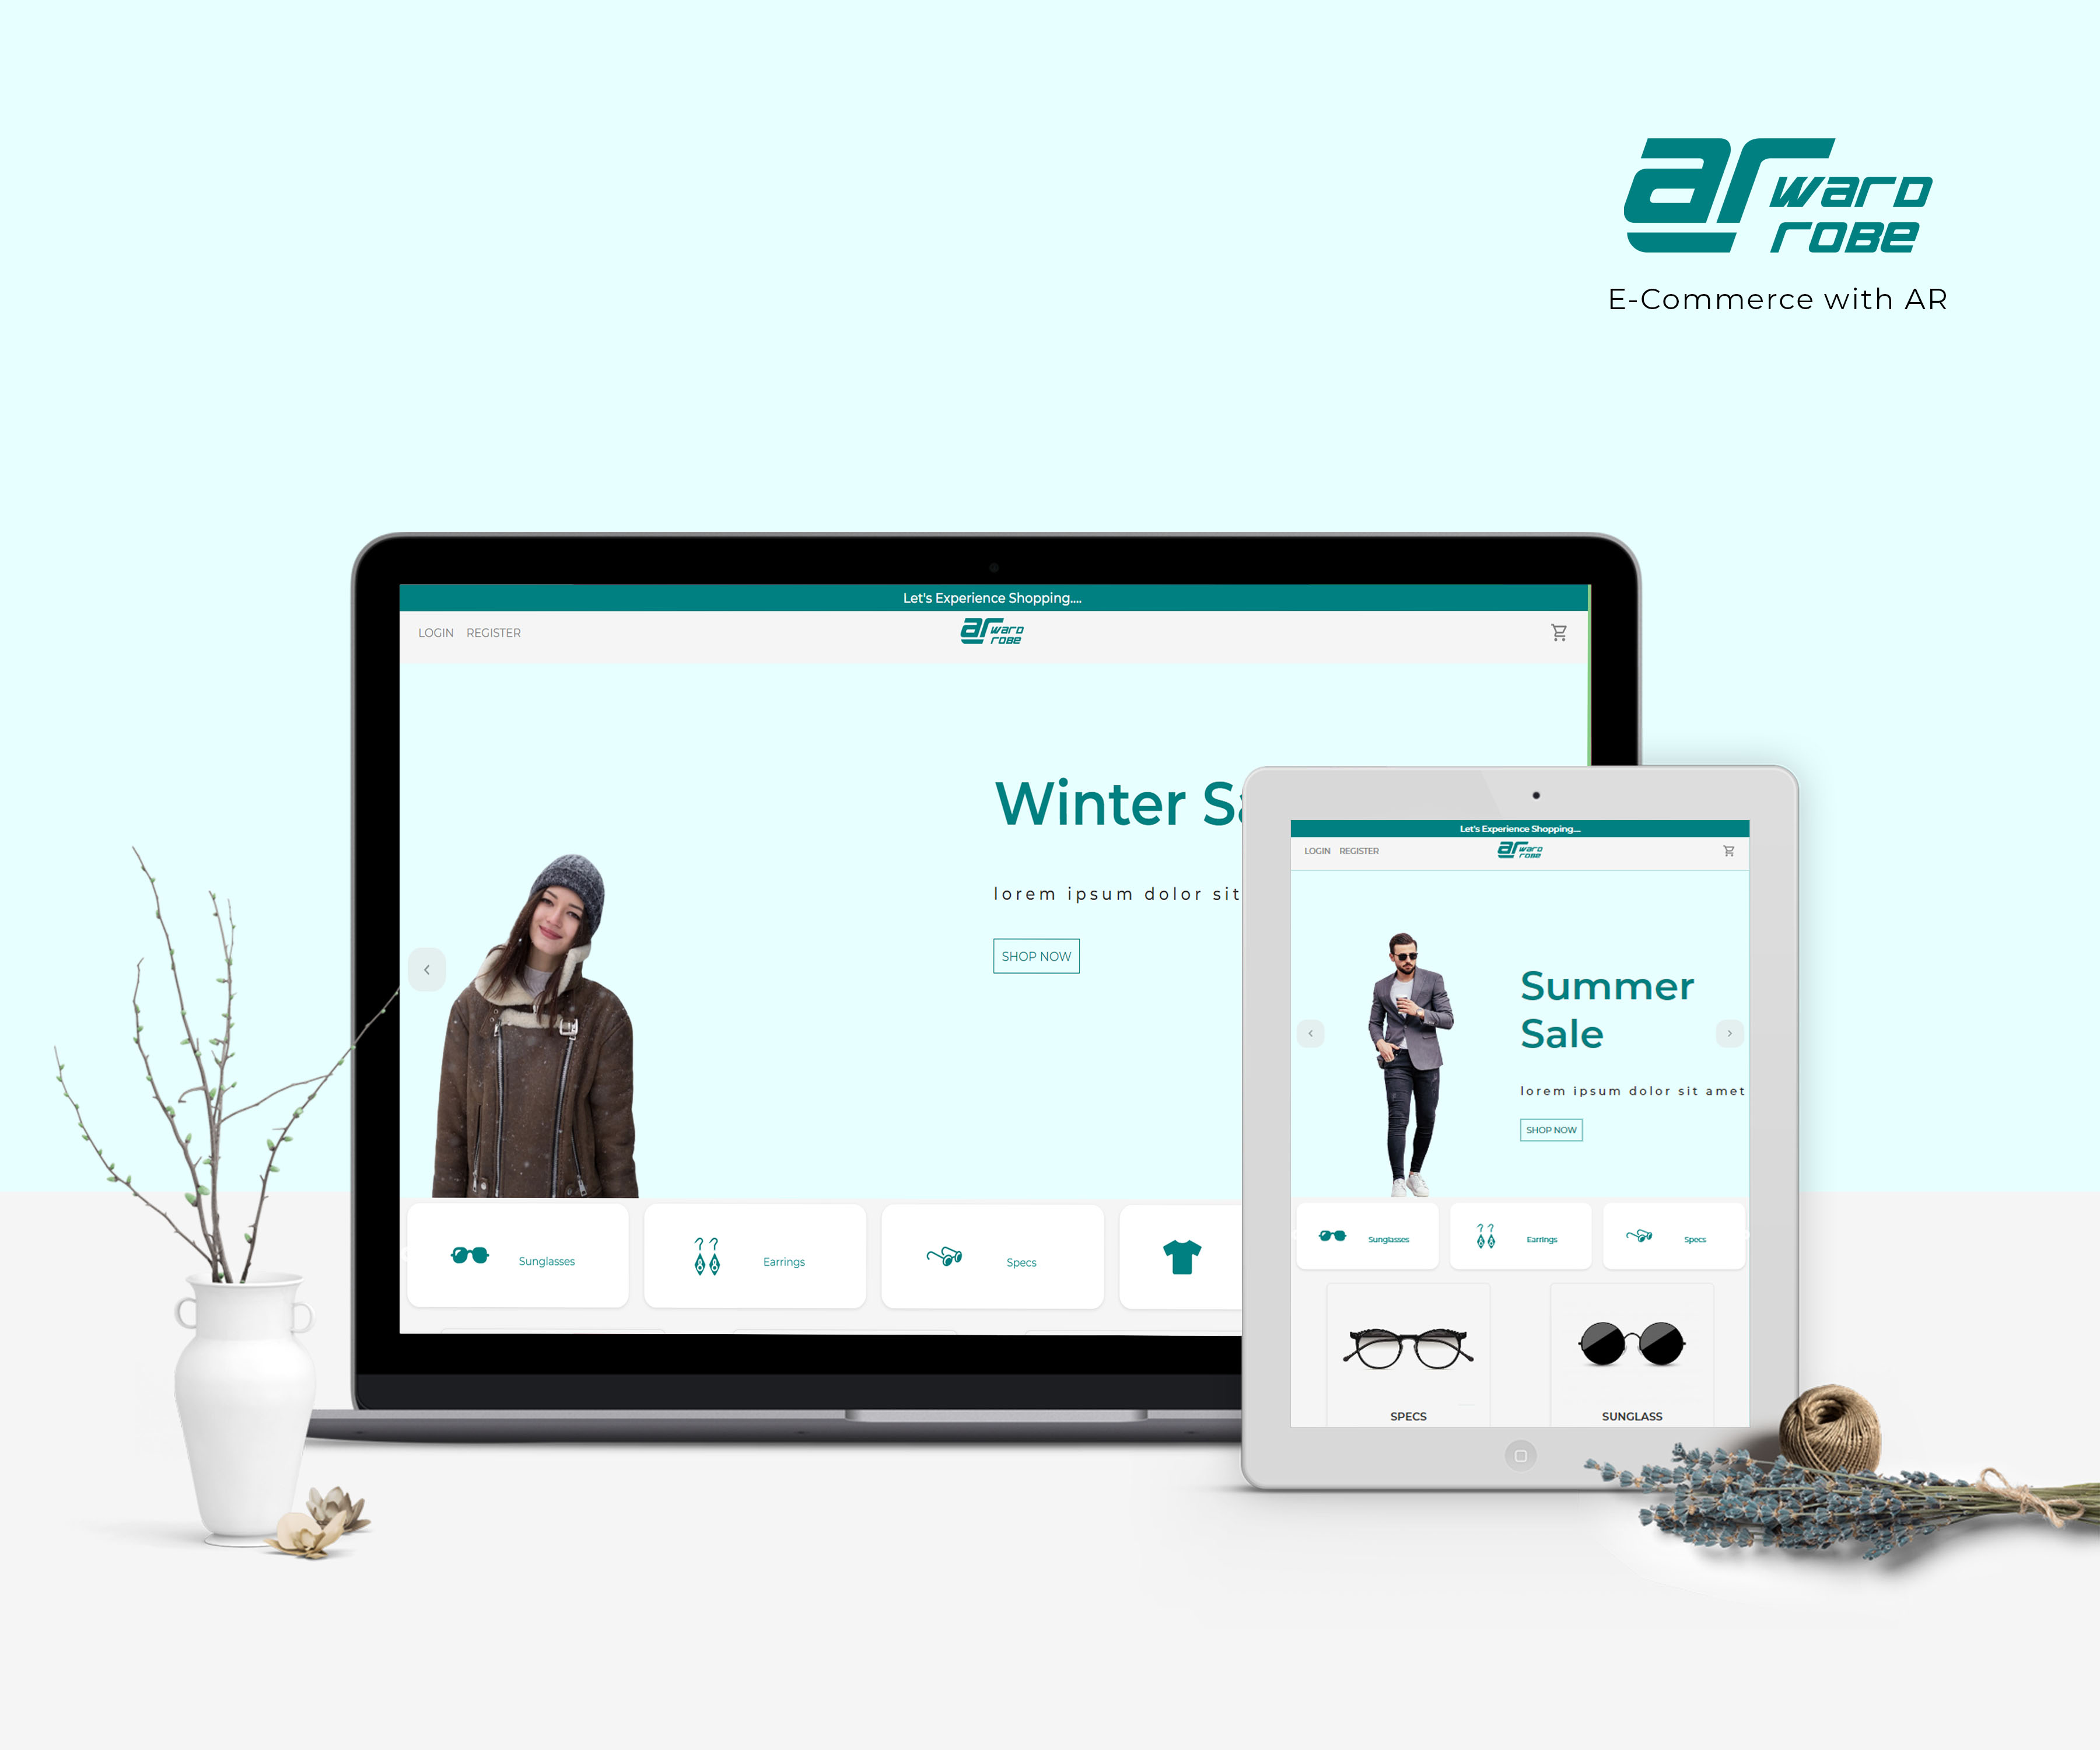 ar ward
robe
E-Commerce with AR
Let's Experience Shopping....
LOGIN REGISTER
ar ward
robe
Winter
lorem ipsum dolor sit
SHOP NOW
Sunglasses
Earrings
Specs
Let's Experience Shopping....
LOGIN REGISTER
ar ward
robe
Summer
Sale
lorem ipsum dolor sit amet
SHOP NOW
Sunglasses
Earrings
Specs
SPECS
SUNGLASS